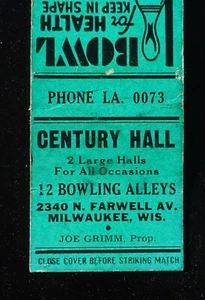 KEEP IN SHAPE
for HEALTH
BOWL
PHONE LA. 0073
CENTURY HALL
2 Large Halls
For All Occasions
12 BOWLING ALLEYS
2340 N. FARWELL AV.
MILWAUKEE, WIS.
JOE GRIMM, Prop.
CLOSE COVER BEFORE STRIKING MATCH